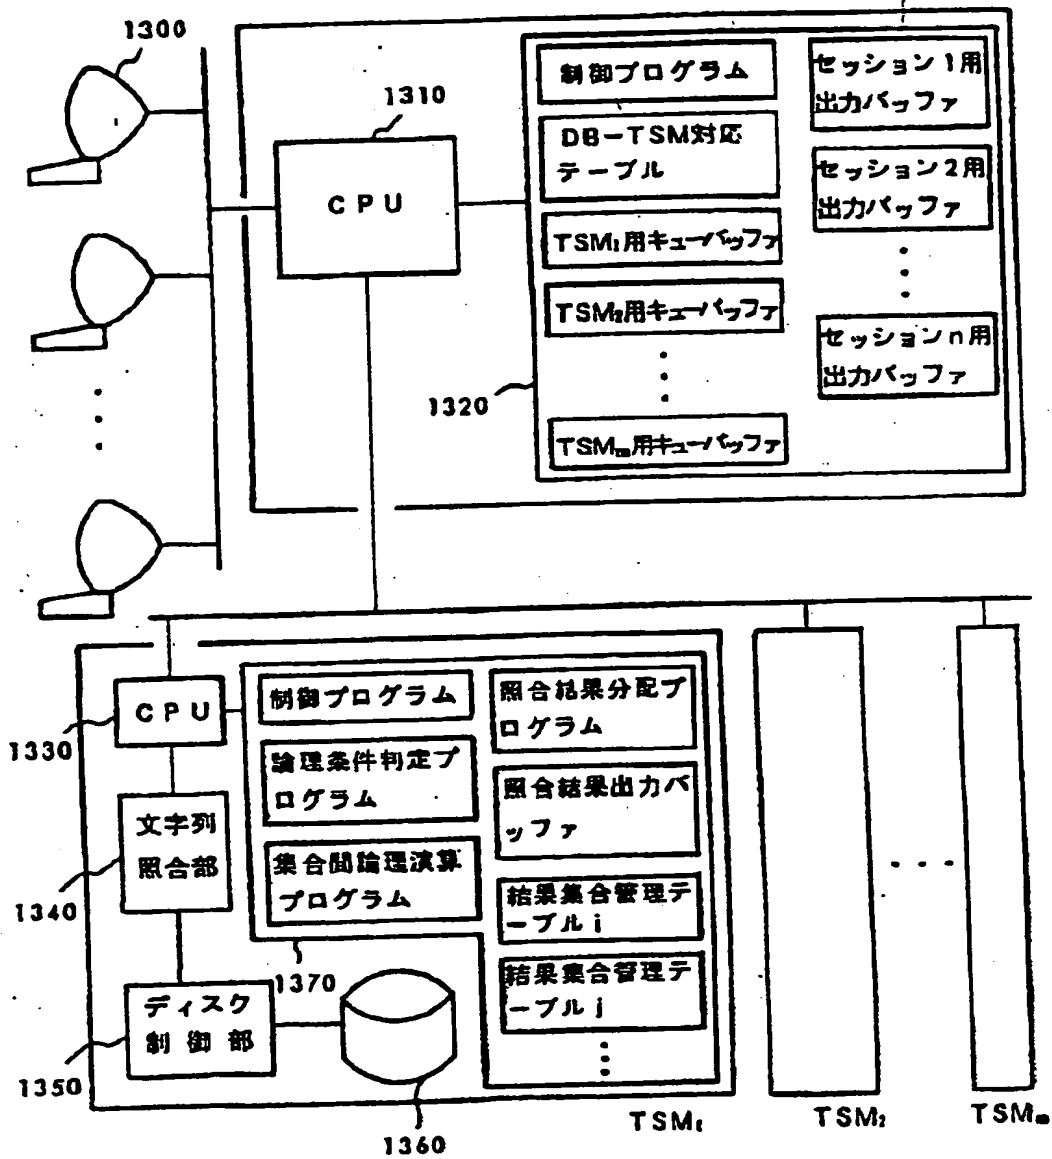 1300
1310
CPU
制御プログラム
DB-TSM対応
テーブル
TSM₁用キューバッファ
TSM₂用キューバッファ
TSMₘ用キューバッファ
セッション1用
出力バッファ
セッション2用
出力バッファ
セッションn用
出力バッファ
1320
CPU
1330
文字列
照合部
1340
ディスク
制御部
1350
1360
制御プログラム
論理条件判定プ
ログラム
集合間論理演算
プログラム
1370
照合結果分配プ
ログラム
照合結果出力バ
ッファ
結果集合管理テ
ーブルi
結果集合管理テ
ーブルj
TSM₁
TSM₂
TSMₘ